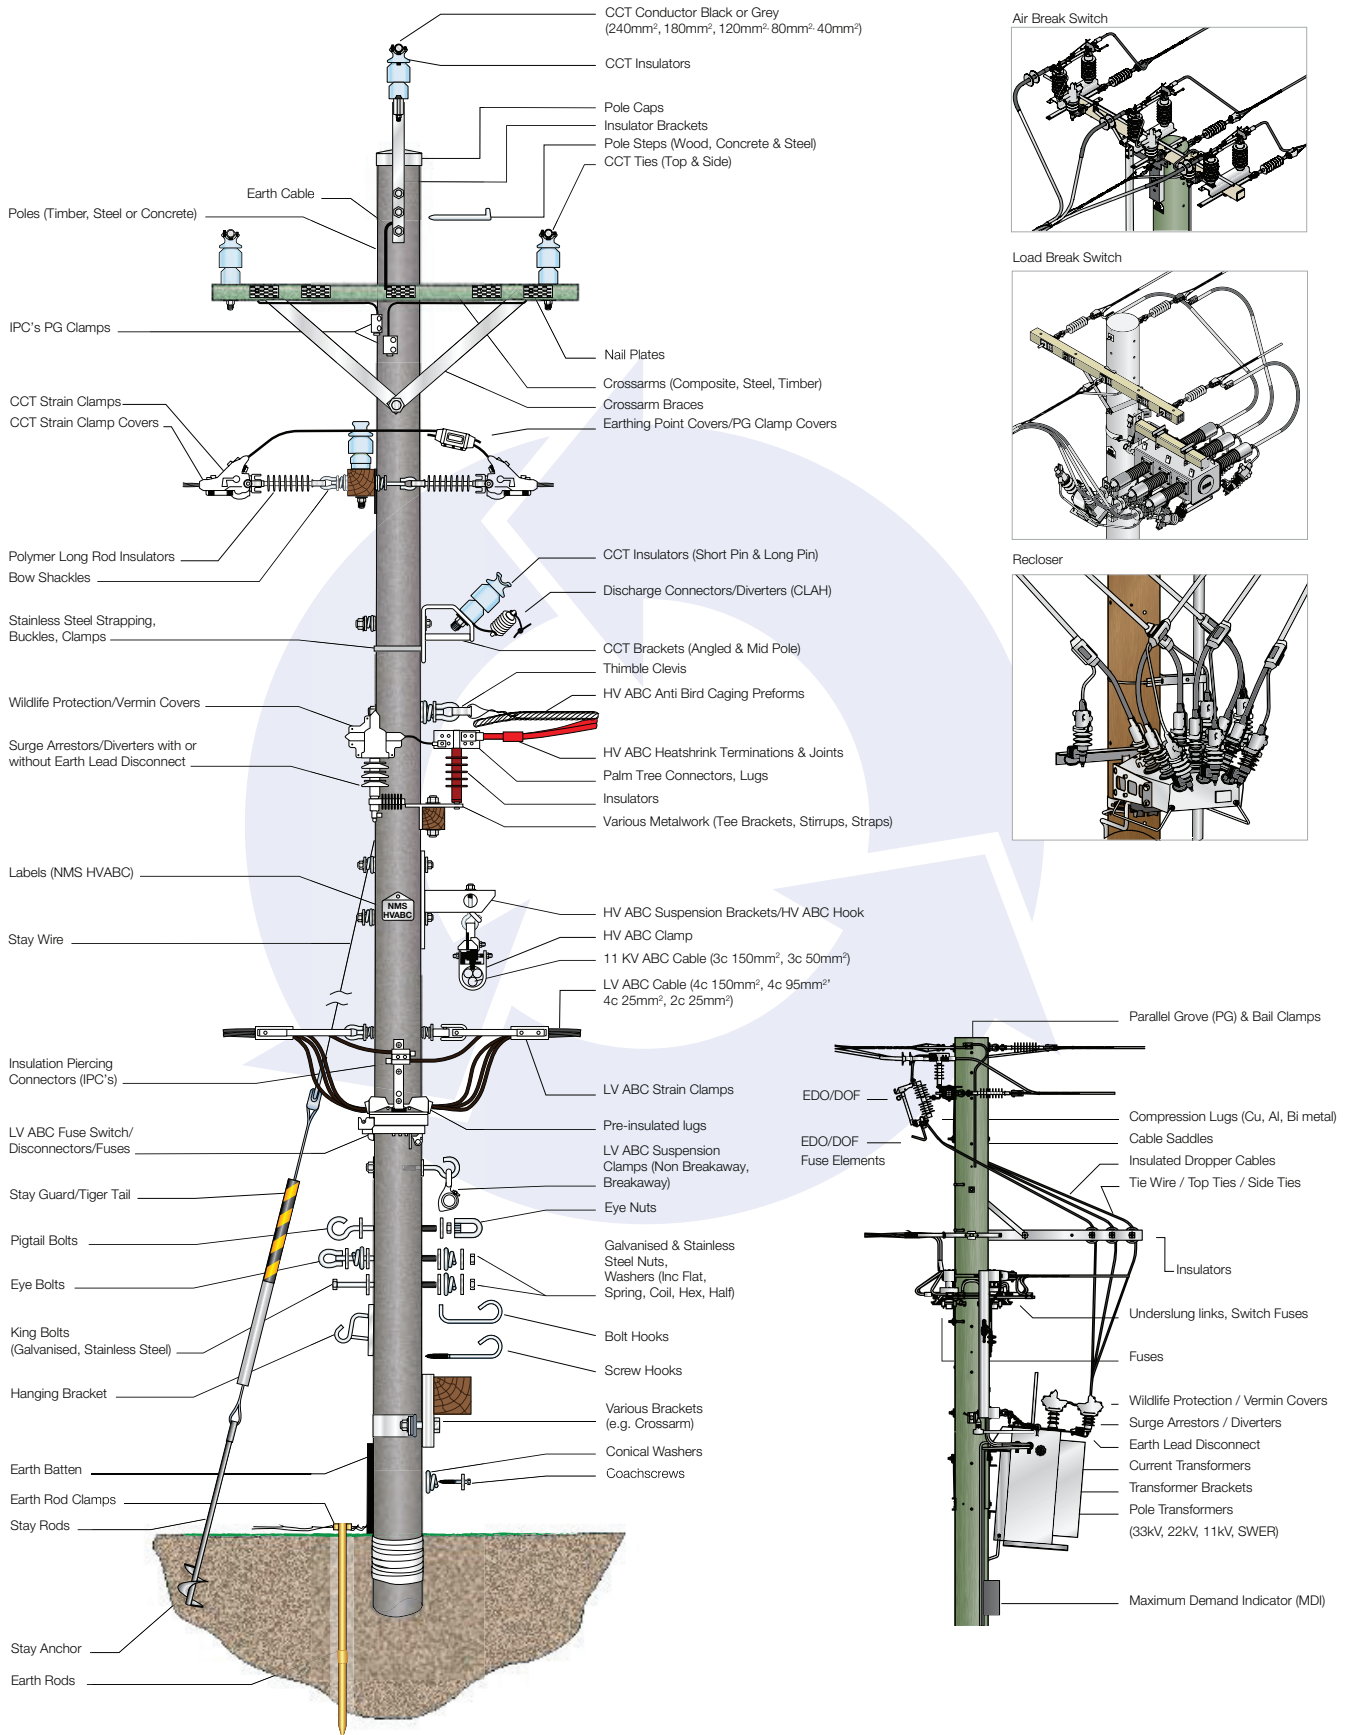 CCT Conductor Black or Grey
(240mm², 180mm², 120mm², 80mm², 40mm²)
CCT Insulators
Pole Caps
Insulator Brackets
Pole Steps (Wood, Concrete & Steel)
CCT Ties (Top & Side)
Earth Cable
Poles (Timber, Steel or Concrete)
IPC's PG Clamps
Nail Plates
Crossarms (Composite, Steel, Timber)
Crossarm Braces
Earthing Point Covers/PG Clamp Covers
CCT Strain Clamps
CCT Strain Clamp Covers
Polymer Long Rod Insulators
Bow Shackles
CCT Insulators (Short Pin & Long Pin)
Discharge Connectors/Diverters (CLAH)
Stainless Steel Strapping,
Buckles, Clamps
CCT Brackets (Angled & Mid Pole)
Thimble Clevis
HV ABC Anti Bird Caging Preforms
Wildlife Protection/Vermin Covers
Surge Arrestors/Diverters with or
without Earth Lead Disconnect
HV ABC Heatshrink Terminations & Joints
Palm Tree Connectors, Lugs
Insulators
Various Metalwork (Tee Brackets, Stirrups, Straps)
Labels (NMS HVABC)
NMS
HVABC
Stay Wire
HV ABC Suspension Brackets/HV ABC Hook
HV ABC Clamp
11 KV ABC Cable (3c 150mm², 3c 50mm²)
LV ABC Cable (4c 150mm², 4c 95mm²,
4c 25mm², 2c 25mm²)
Insulation Piercing
Connectors (IPC's)
LV ABC Strain Clamps
Pre-insulated lugs
LV ABC Fuse Switch/
Disconnectors/Fuses
LV ABC Suspension
Clamps (Non Breakaway,
Breakaway)
Stay Guard/Tiger Tail
Eye Nuts
Pigtail Bolts
Galvanised & Stainless
Steel Nuts,
Washers (Inc Flat,
Spring, Coil, Hex, Half)
Eye Bolts
King Bolts
(Galvanised, Stainless Steel)
Bolt Hooks
Hanging Bracket
Screw Hooks
Various Brackets
(e.g. Crossarm)
Conical Washers
Coachscrews
Earth Batten
Earth Rod Clamps
Stay Rods
Stay Anchor
Earth Rods
Air Break Switch
Load Break Switch
Recloser
Parallel Grove (PG) & Bail Clamps
EDO/DOF
Compression Lugs (Cu, Al, Bi metal)
Cable Saddles
EDO/DOF
Fuse Elements
Insulated Dropper Cables
Tie Wire / Top Ties / Side Ties
Insulators
Underslung links, Switch Fuses
Fuses
Wildlife Protection / Vermin Covers
Surge Arrestors / Diverters
Earth Lead Disconnect
Current Transformers
Transformer Brackets
Pole Transformers
(33kV, 22kV, 11kV, SWER)
Maximum Demand Indicator (MDI)